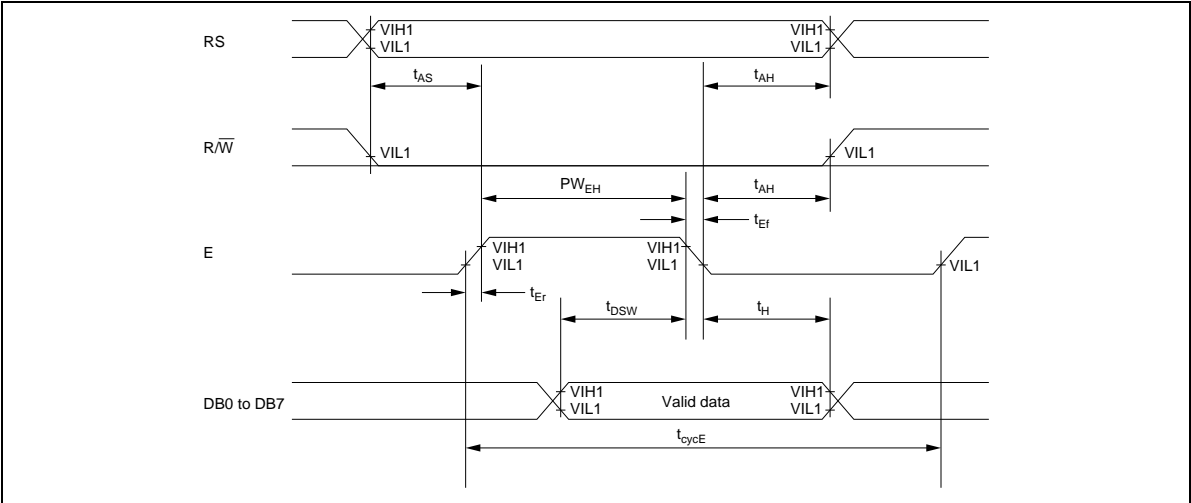 RS
VIH1
VIL1
VIH1
VIL1
tAS
tAH
R/W̅
VIL1
VIL1
PWEH
tAH
tEf
E
VIH1
VIL1
VIH1
VIL1
VIL1
tEr
tDSW
tH
DB0 to DB7
VIH1
VIL1
Valid data
VIH1
VIL1
tcycE